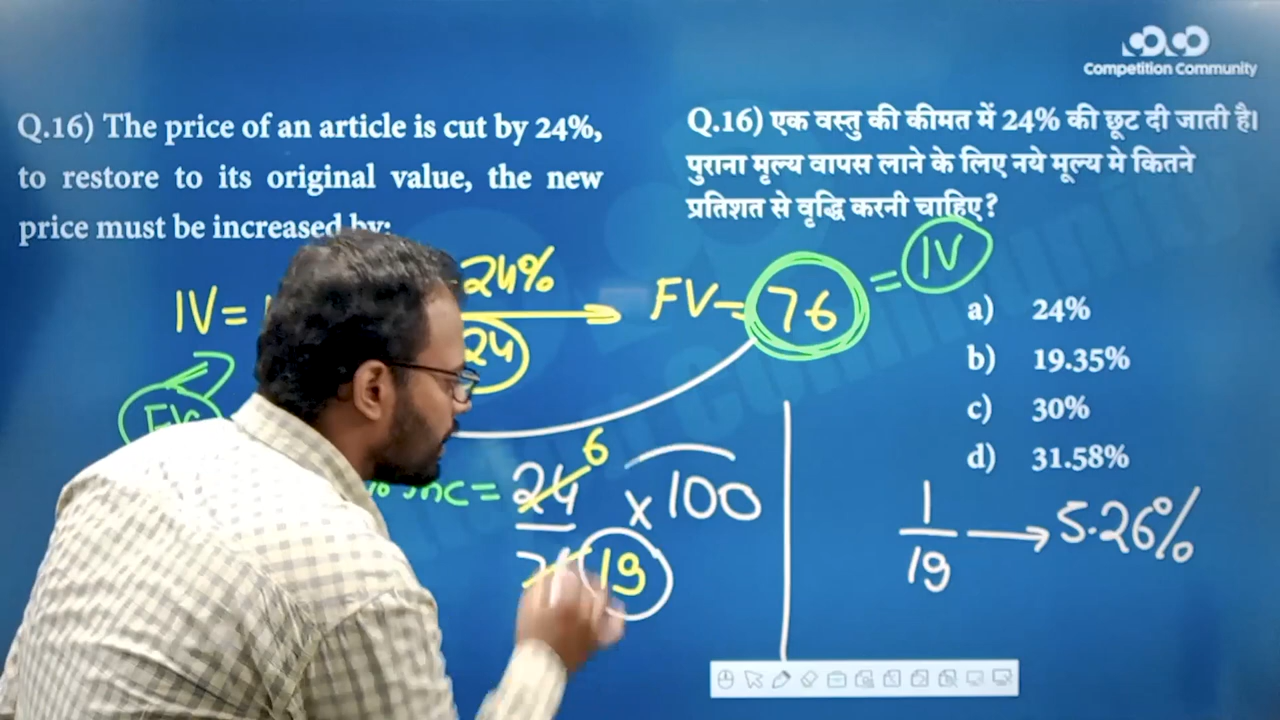 Competition Community
Q.16) The price of an article is cut by 24%,
to restore to its original value, the new
price must be increased by:
Q.16) एक वस्तु की कीमत में 24% की छूट दी जाती है।
पुराना मूल्य वापस लाने के लिए नये मूल्य मे कितने
प्रतिशत से वृद्धि करनी चाहिए?
IV=
24%
24
FV=
76
= IV
a) 24%
b) 19.35%
c) 30%
d) 31.58%
= 24 6
19
x 100
1
19
5.26%